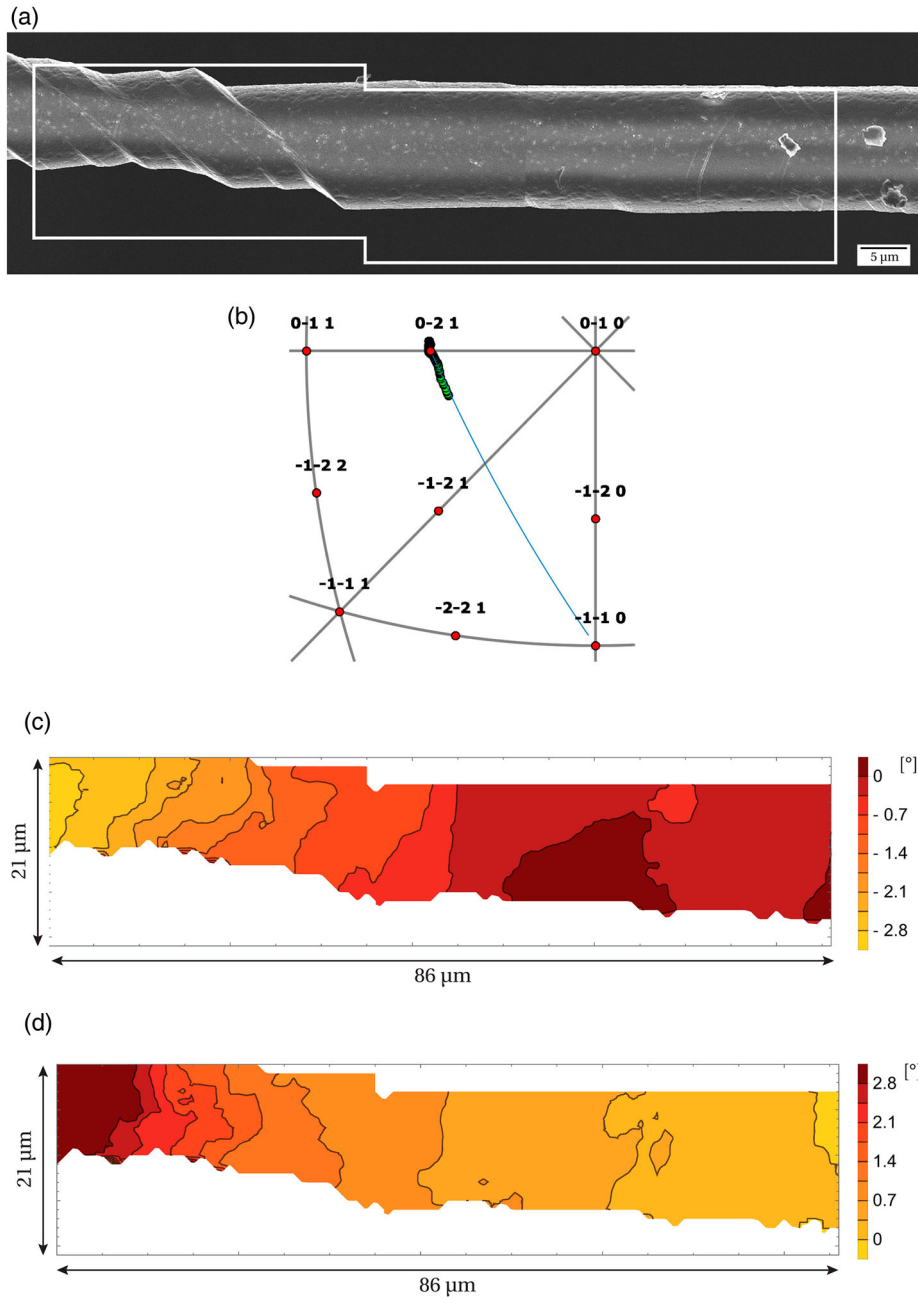 (a)
5 µm
(b)
0-1 1
0-2 1
0-1 0
-1-2 2
-1-2 1
-1-2 0
-1-1 1
-2-2 1
-1-1 0
(c)
[°]
0
- 0.7
- 1.4
- 2.1
- 2.8
21 µm
86 µm
(d)
[°]
2.8
2.1
1.4
0.7
0
21 µm
86 µm